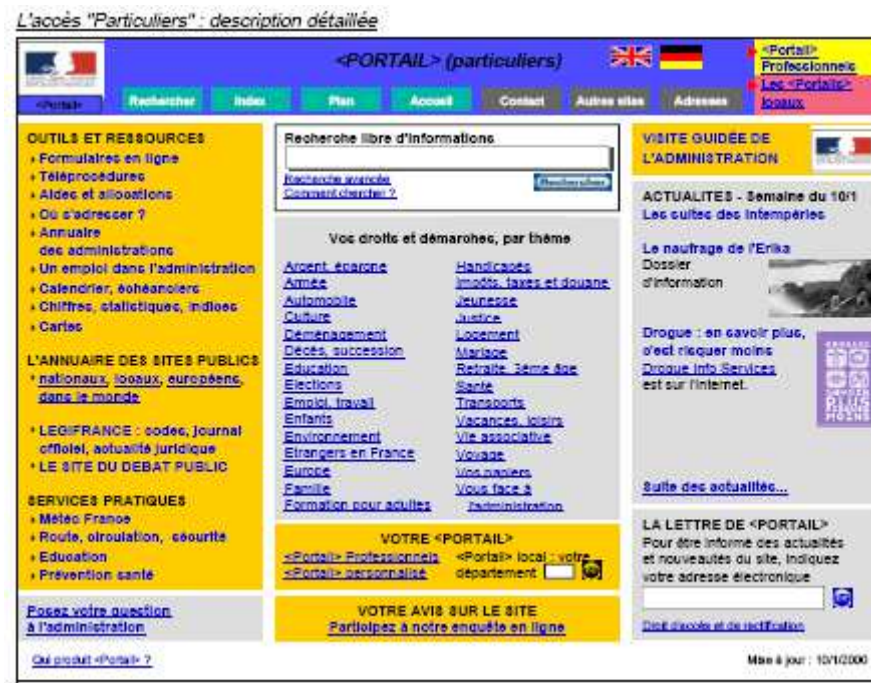 L'accès "Particuliers" : description détaillée
<PORTAIL> (particuliers)
<Portail>
Professionnels
Les <Portails>
locaux
<Portail>
Rechercher
Index
Plan
Accueil
Contact
Autres sites
Adresses
OUTILS ET RESSOURCES
Formulaires en ligne
Téléprocédures
Aides et allocations
Où s'adresser ?
Annuaire
des administrations
Un emploi dans l'administration
Calendrier, échéanciers
Chiffres, statistiques, indices
Cartes
L'ANNUAIRE DES SITES PUBLICS
nationaux, locaux, européens,
dans le monde
LEGIFRANCE : codes, journal
officiel, actualité juridique
LE SITE DU DEBAT PUBLIC
SERVICES PRATIQUES
Météo France
Route, circulation, sécurité
Education
Prévention santé
Posez votre question
à l'administration
Qui produit <Portail> ?
Recherche libre d'informations
Recherche avancée
Comment chercher ?
Rechercher
Vos droits et démarches, par thème
Argent, épargne
Armée
Automobile
Culture
Déménagement
Décès, succession
Education
Elections
Emploi, travail
Enfants
Environnement
Etrangers en France
Europe
Famille
Formation pour adultes
Handicapés
Impôts, taxes et douane
Jeunesse
Justice
Logement
Mariage
Retraite, 3ème âge
Santé
Transports
Vacances, loisirs
Vie associative
Voyage
Vos papiers
Vous face à
l'administration
VOTRE <PORTAIL>
<Portail> Professionnels
<Portail> personnalisé
<Portail> local : votre
département
VOTRE AVIS SUR LE SITE
Participez à notre enquête en ligne
VISITE GUIDÉE DE
L'ADMINISTRATION
ACTUALITES - Semaine du 10/1
Les suites des intempéries
Le naufrage de l'Erika
Dossier
d'information
Drogue : en savoir plus,
c'est risquer moins
Drogue Info Services
est sur l'internet.
SAVOIR
PLUS
RISQUER
MOINS
Suite des actualités...
LA LETTRE DE <PORTAIL>
Pour être informé des actualités
et nouveautés du site, indiquez
votre adresse électronique
Droit d'accès et de rectification
Mise à jour : 10/1/2000